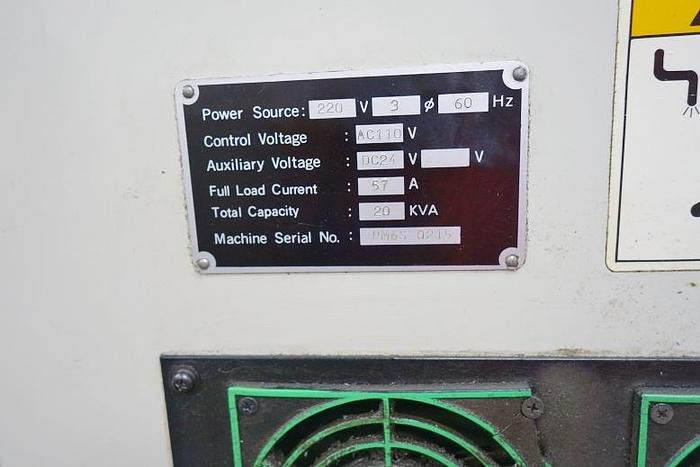 Power Source: 220 V 3 ø 60 Hz
Control Voltage : AC110 V
Auxiliary Voltage : DC24 V V
Full Load Current : 57 A
Total Capacity : 20 KVA
Machine Serial No. :